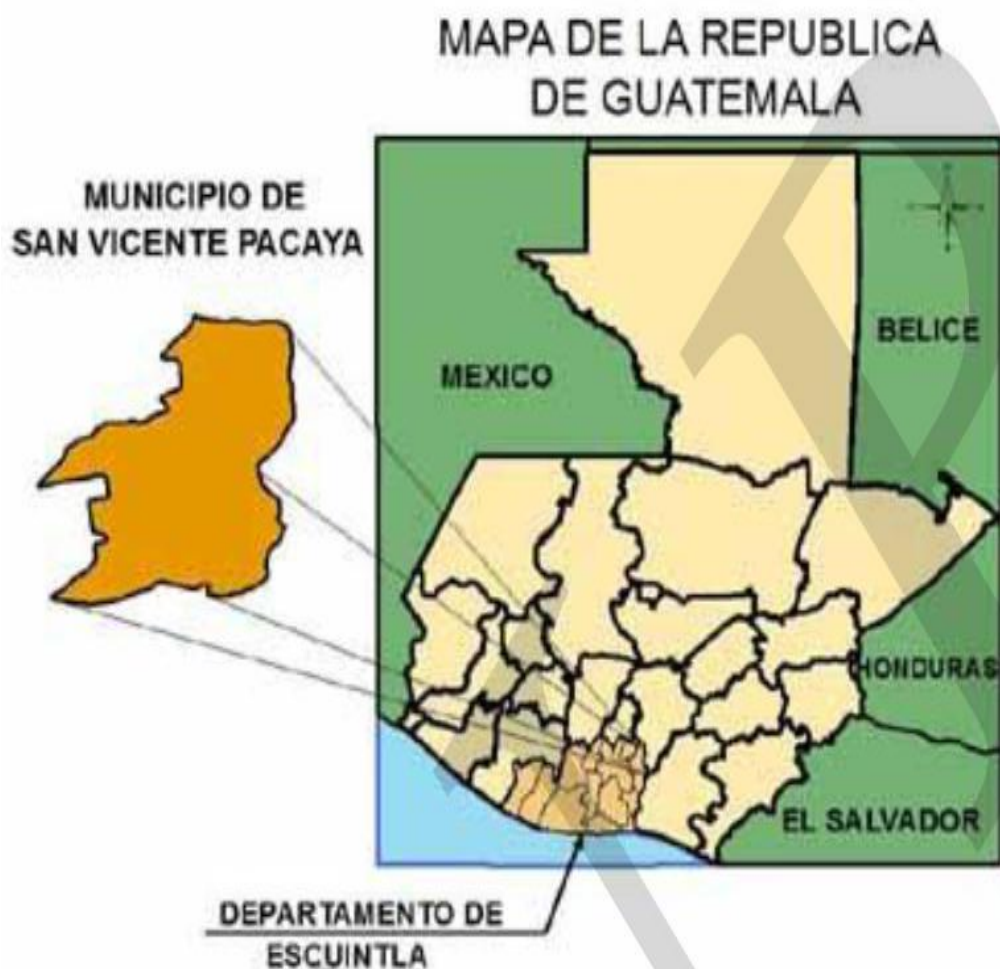 MAPA DE LA REPUBLICA
DE GUATEMALA
MUNICIPIO DE
SAN VICENTE PACAYA
BELICE
MEXICO
HONDURAS
EL SALVADOR
DEPARTAMENTO DE
ESCUINTLA